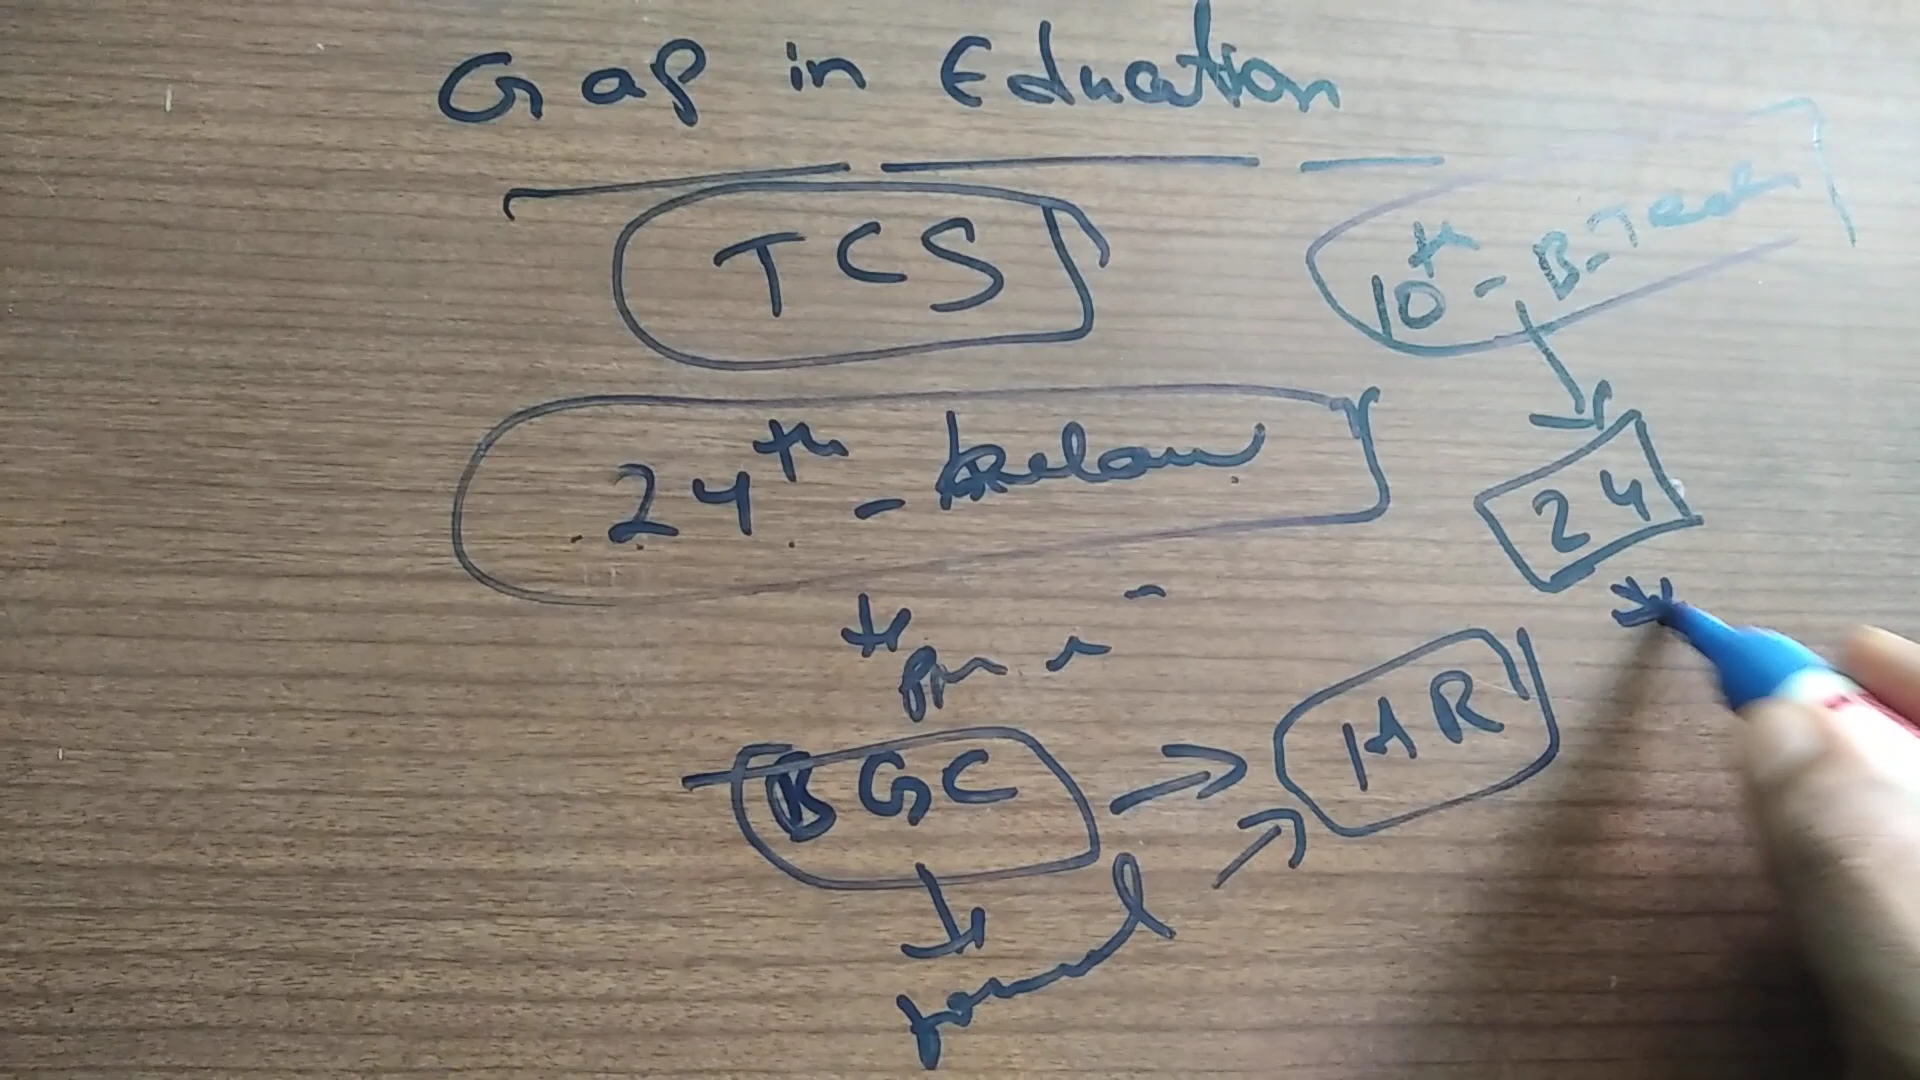 Gap in Education
TCS
10th - B.Tech
24th - below
24
HR
BGC